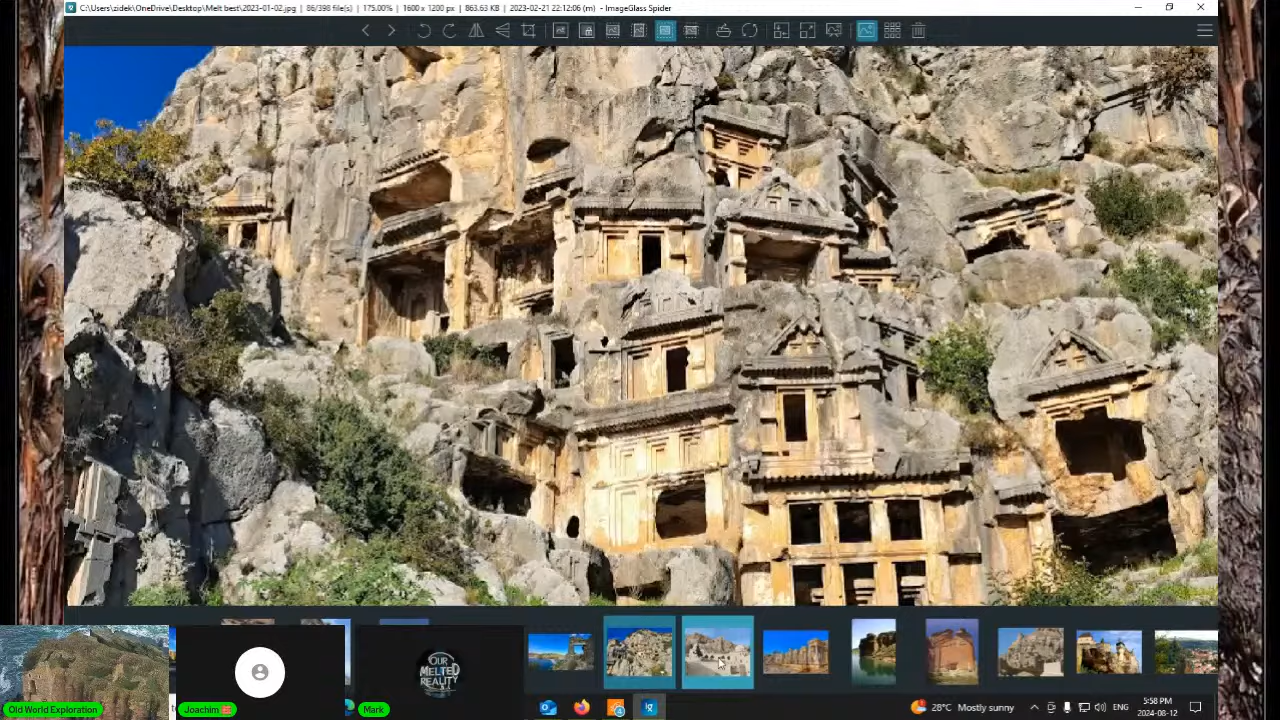 C:\Users\zidek\OneDrive\Desktop\Melt best\2023-01-02.jpg | 86/398 file(s) | 175.00% | 1600 x 1200 px | 863.63 KB | 2023-02-21 22:12:06 (m) - ImageGlass Spider
OUR
MELTED
REALITY
Old World Exploration
Joachim
Mark
28°C Mostly sunny
ENG
5:58 PM
2024-08-12